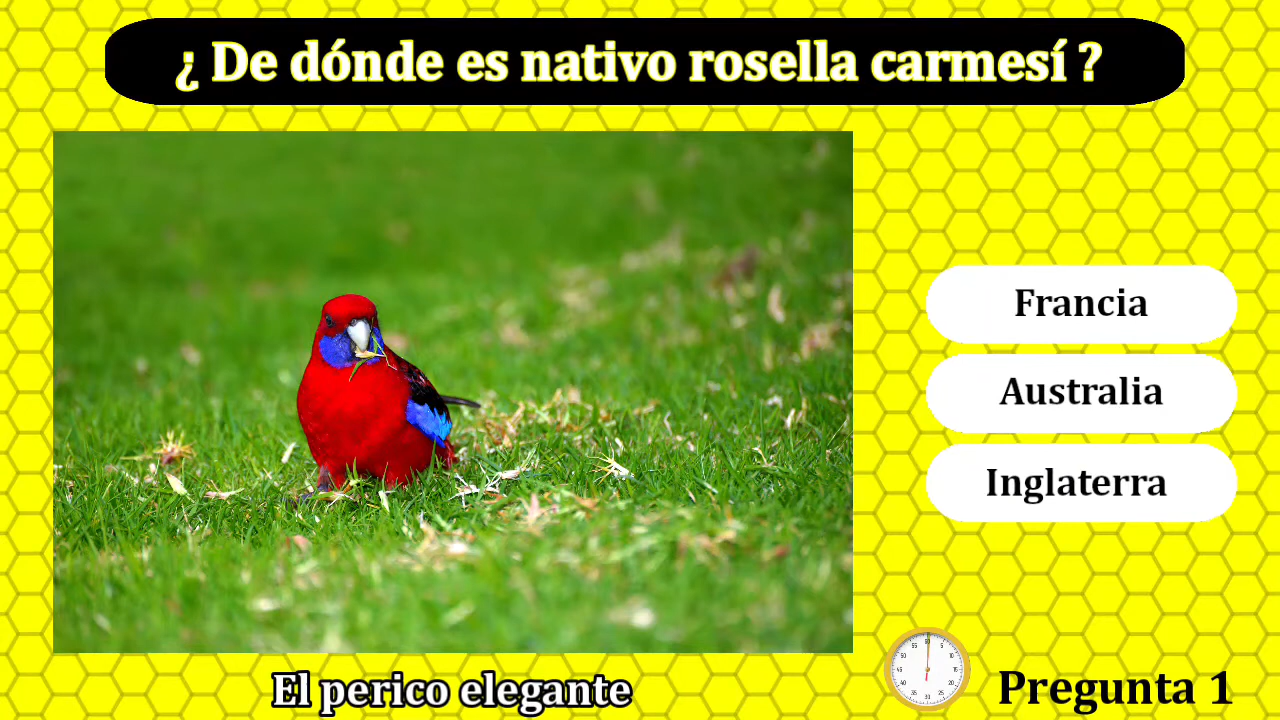 ¿ De dónde es nativo rosella carmesí ?
Francia
Australia
Inglaterra
El perico elegante
Pregunta 1